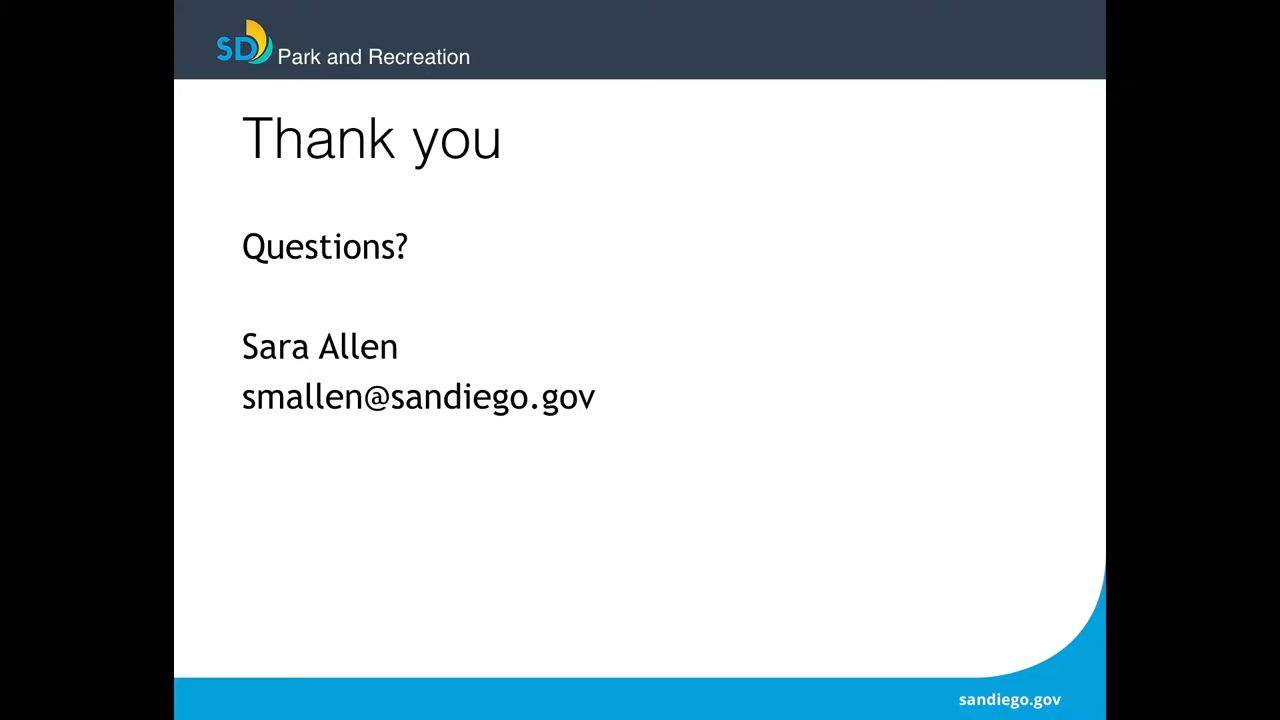 SD Park and Recreation
Thank you
Questions?
Sara Allen
smallen@sandiego.gov
sandiego.gov